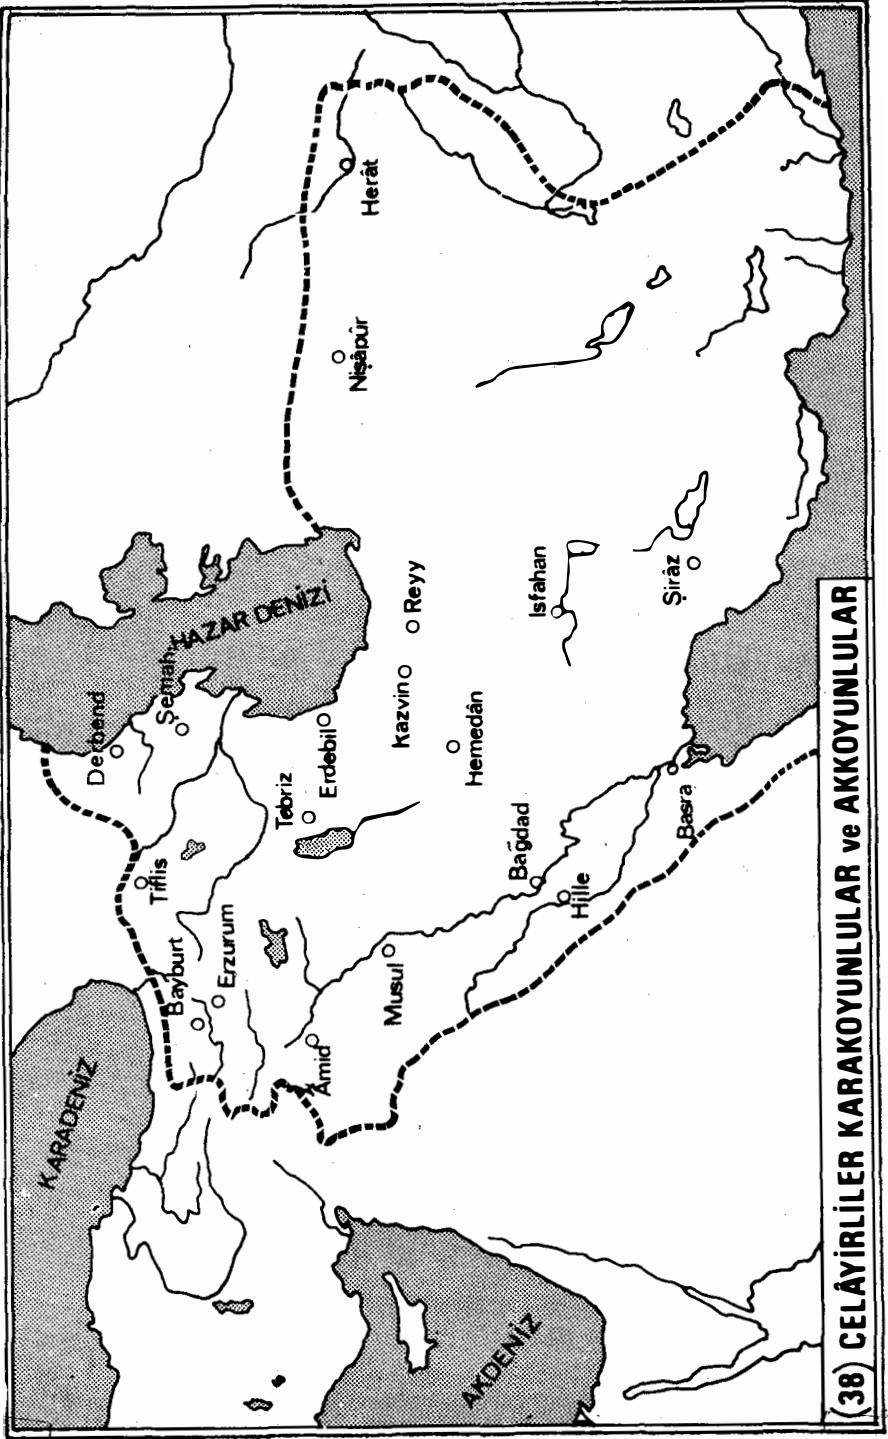 KARADENİZ
HAZAR DENİZİ
AKDENİZ
Derbend
Şemahı
Tiflis
Bayburt
Erzurum
Tebriz
Erdebil
Âmid
Musul
Kazvin
Reyy
Hemedân
Nişâpûr
Herât
Bağdad
Hille
Isfahan
Basra
Şirâz
(38) CELÂYİRLİLER KARAKOYUNLULAR ve AKKOYUNLULAR